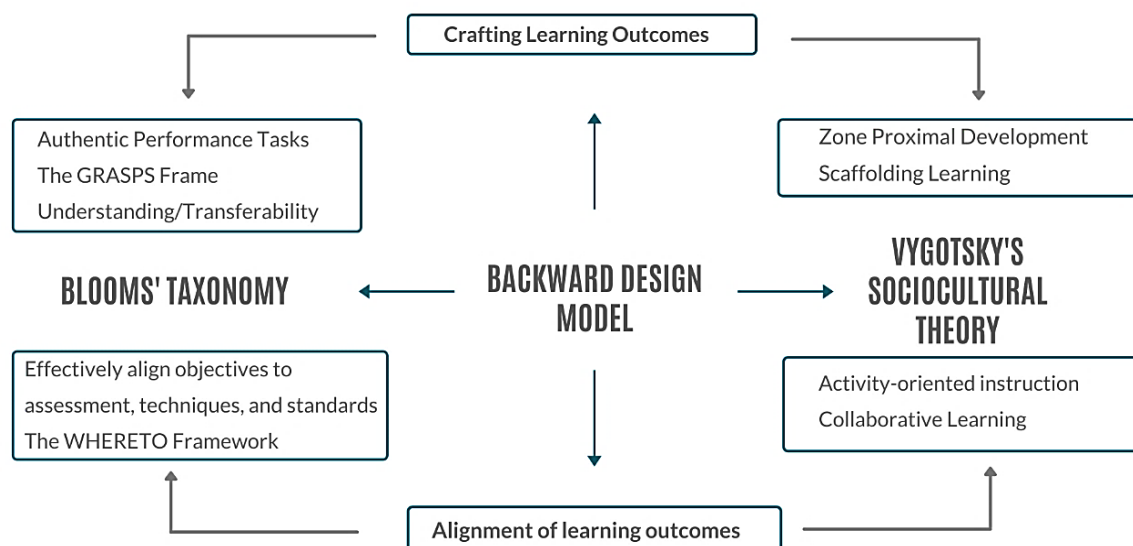 Crafting Learning Outcomes
Authentic Performance Tasks
The GRASPS Frame
Understanding/Transferability
Zone Proximal Development
Scaffolding Learning
BLOOMS' TAXONOMY
BACKWARD DESIGN
MODEL
VYGOTSKY'S
SOCIOCULTURAL
THEORY
Effectively align objectives to
assessment, techniques, and standards
The WHERETO Framework
Activity-oriented instruction
Collaborative Learning
Alignment of learning outcomes